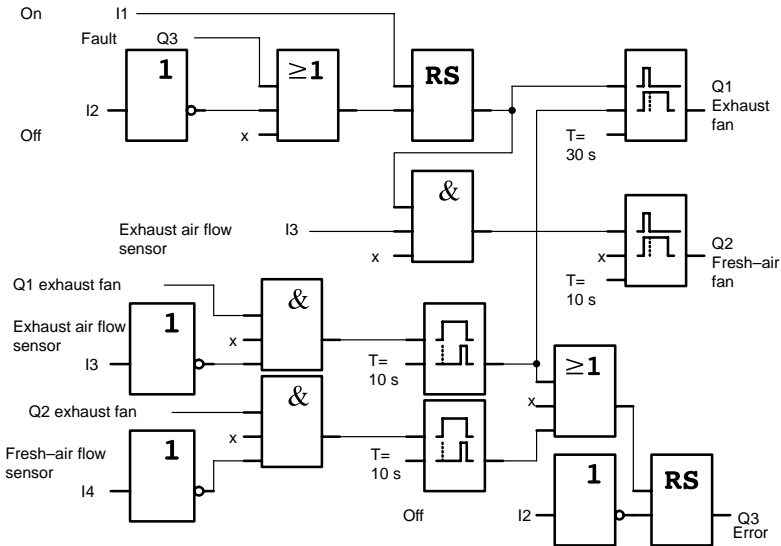 On I1
Fault Q3
1
≥1
RS
I2
Off
x
Q1
Exhaust
fan
T=
30 s
&
Exhaust air flow
sensor
I3
x
x
Q2
Fresh–air
fan
T=
10 s
Q1 exhaust fan
&
1
Exhaust air flow
sensor
x
I3
T=
10 s
≥1
x
Q2 exhaust fan
&
1
Fresh–air flow
sensor
x
I4
T=
10 s
Off
I2
1
RS
Q3
Error